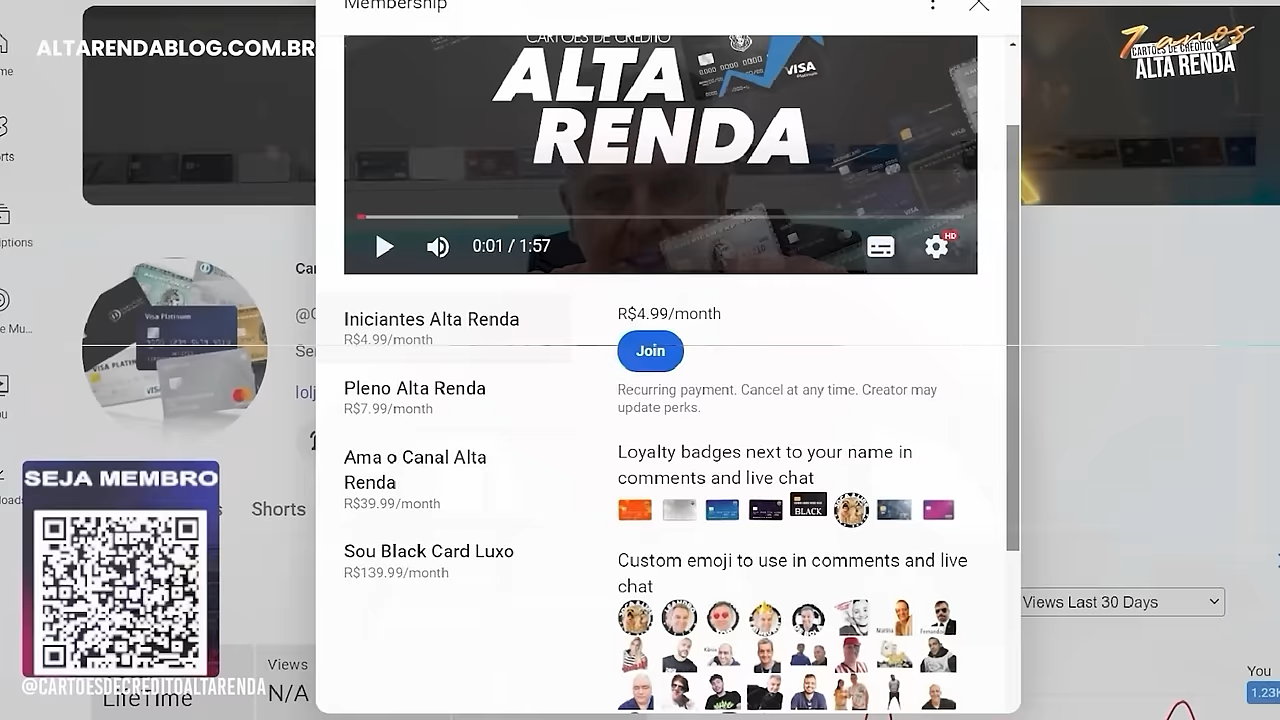 Membership
ALTARENDABLOG.COM.BR
7 anos
CARTÕES DE CRÉDITO
ALTA RENDA
CARTÕES DE CRÉDITO
ALTA
RENDA
VISA
Platinum
0:01 / 1:57
HD
Iniciantes Alta Renda
R$4.99/month
Pleno Alta Renda
R$7.99/month
Ama o Canal Alta
Renda
R$39.99/month
Sou Black Card Luxo
R$139.99/month
R$4.99/month
Join
Recurring payment. Cancel at any time. Creator may
update perks.
Loyalty badges next to your name in
comments and live chat
BLACK
Custom emoji to use in comments and live
chat
Visa Platinum
SEJA MEMBRO
@CARTOESDECREDITOALTARENDA
Shorts
LifeTime
Views
N/A
Views Last 30 Days
You
1.23K